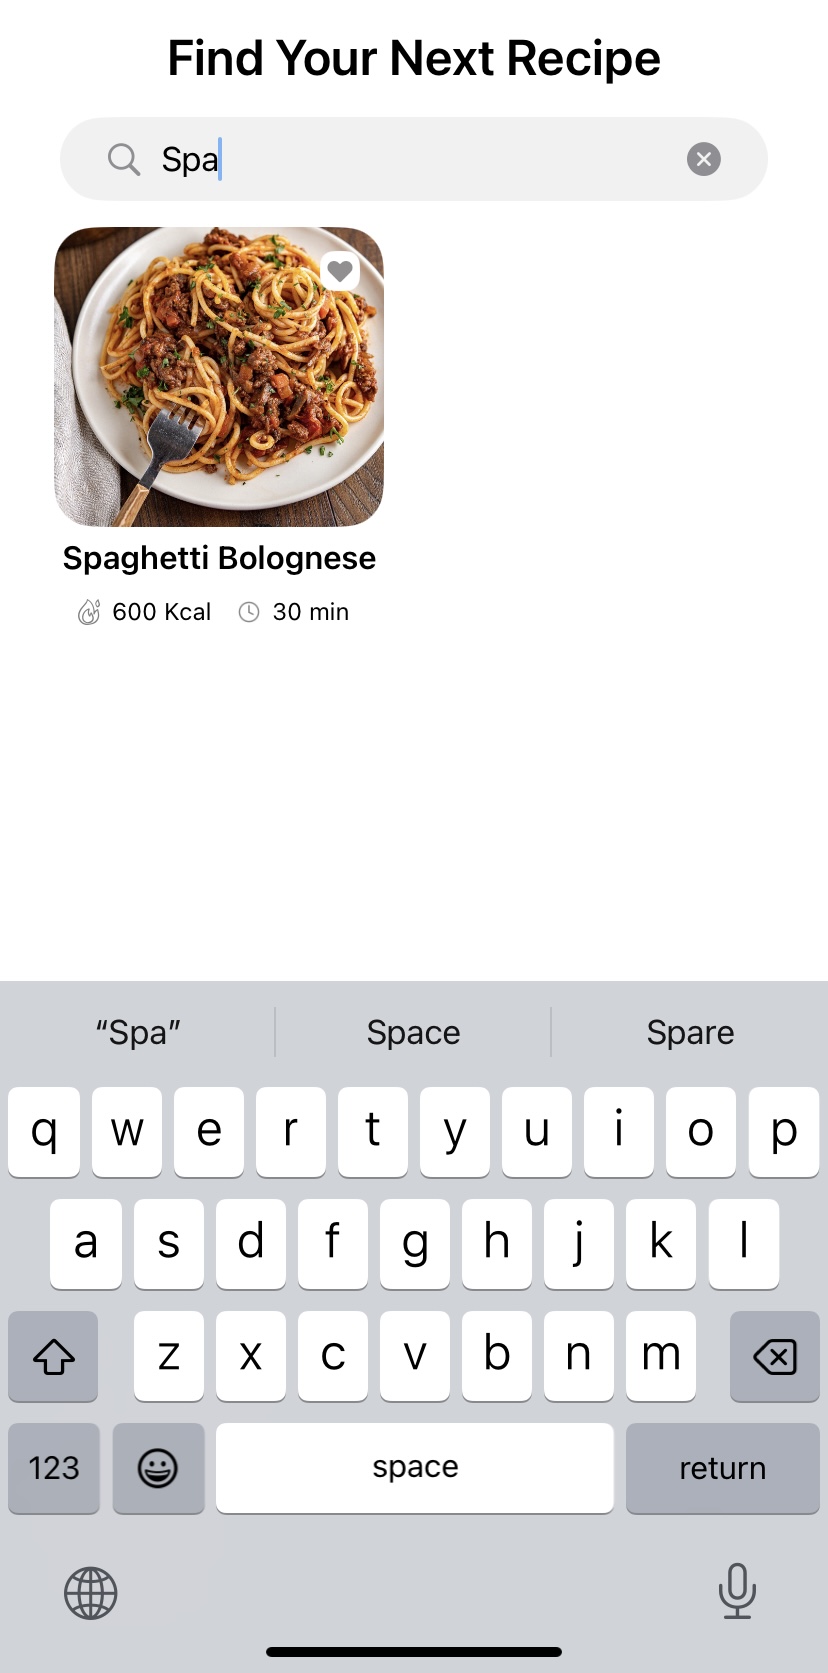 Find Your Next Recipe
Spa
Spaghetti Bolognese
600 Kcal 30 min
“Spa” Space Spare
q w e r t y u i o p
a s d f g h j k l
z x c v b n m
123 space return